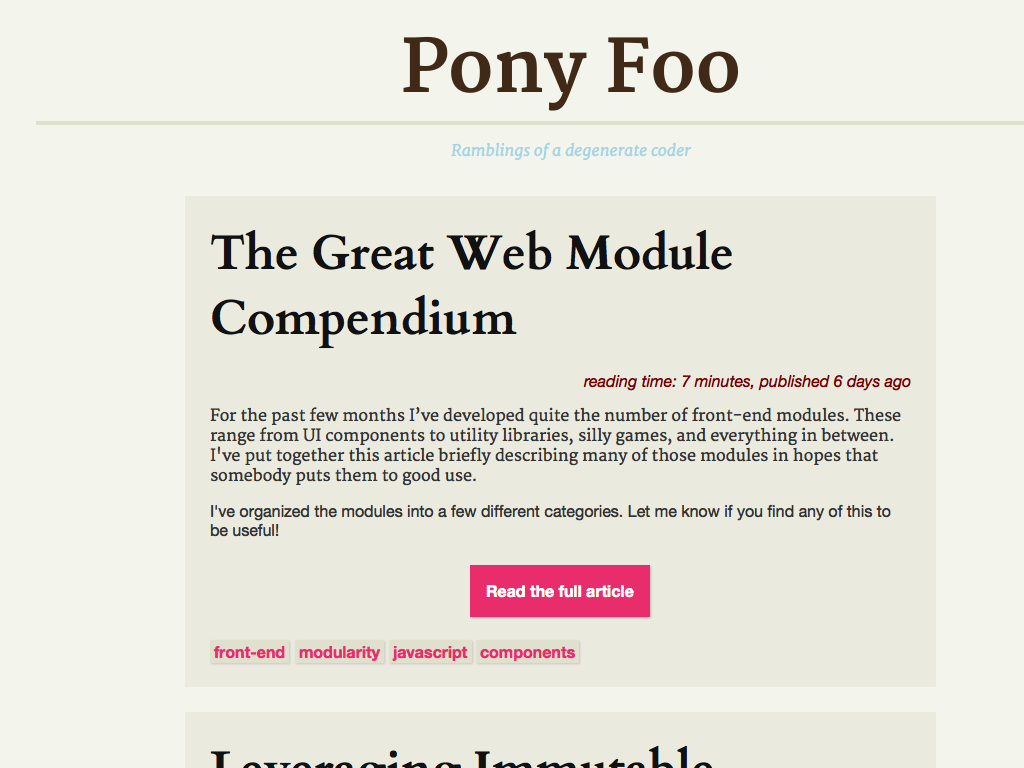 Pony Foo
Ramblings of a degenerate coder
The Great Web Module
Compendium
reading time: 7 minutes, published 6 days ago
For the past few months I’ve developed quite the number of front-end modules. These
range from UI components to utility libraries, silly games, and everything in between.
I've put together this article briefly describing many of those modules in hopes that
somebody puts them to good use.
I've organized the modules into a few different categories. Let me know if you find any of this to
be useful!
Read the full article
front-end modularity javascript components
Leveraging Immutable